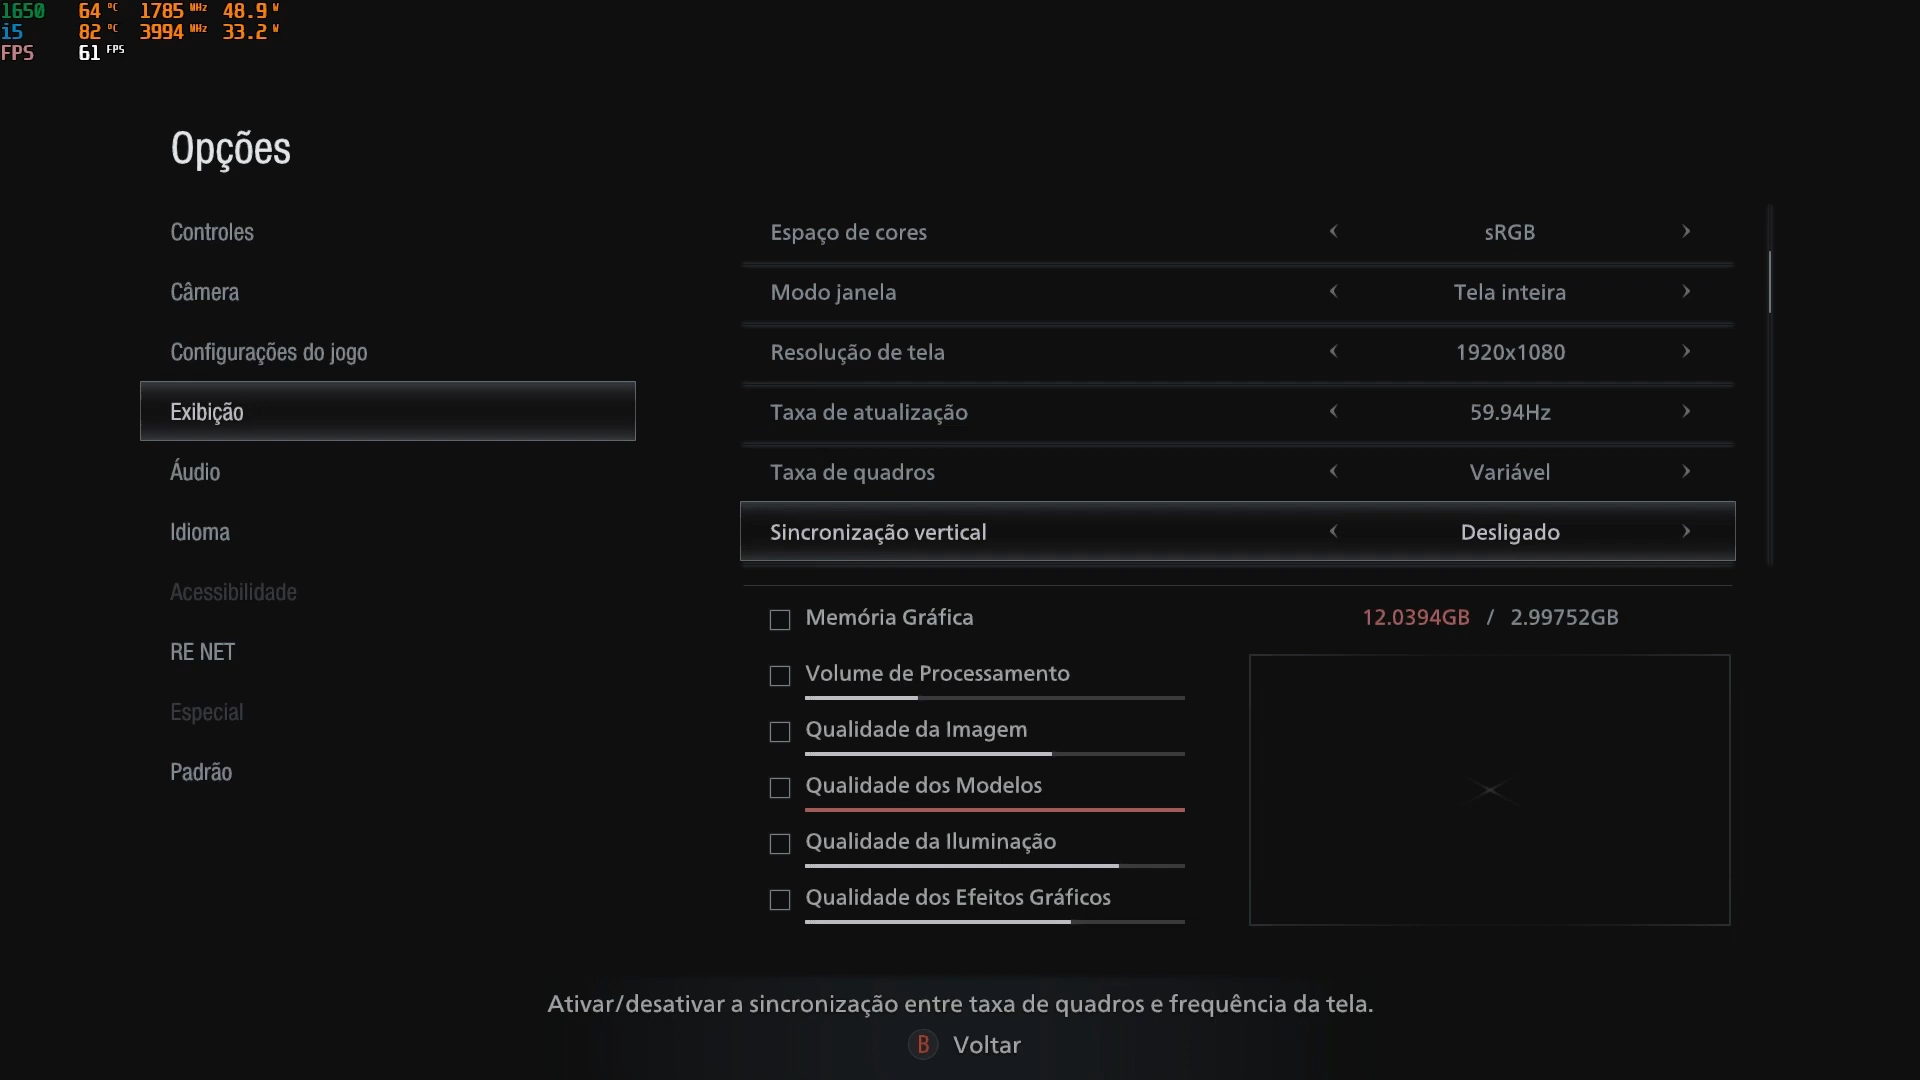 1650 64 °C 1785 MHz 48.9 W
i5 82 °C 3994 MHz 33.2 W
FPS 61 FPS
Opções
Controles
Câmera
Configurações do jogo
Exibição
Áudio
Idioma
Acessibilidade
RE NET
Especial
Padrão
Espaço de cores sRGB
Modo janela Tela inteira
Resolução de tela 1920x1080
Taxa de atualização 59.94Hz
Taxa de quadros Variável
Sincronização vertical Desligado
Memória Gráfica 12.0394GB / 2.99752GB
Volume de Processamento
Qualidade da Imagem
Qualidade dos Modelos
Qualidade da Iluminação
Qualidade dos Efeitos Gráficos
Ativar/desativar a sincronização entre taxa de quadros e frequência da tela.
B Voltar